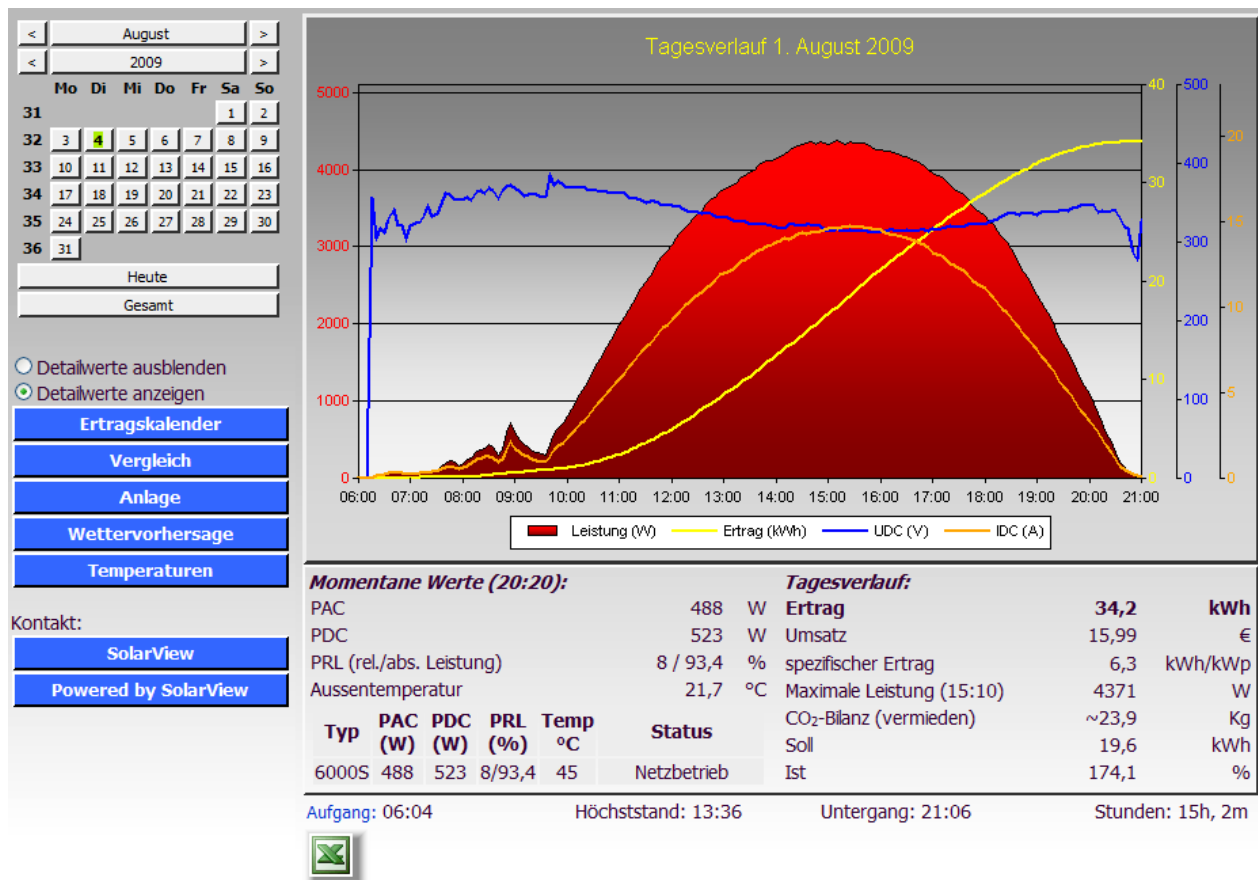 < August >
< 2009 >
Mo Di Mi Do Fr Sa So
31 1 2
32 3 4 5 6 7 8 9
33 10 11 12 13 14 15 16
34 17 18 19 20 21 22 23
35 24 25 26 27 28 29 30
36 31
Heute
Gesamt
Detailwerte ausblenden
Detailwerte anzeigen
Ertragskalender
Vergleich
Anlage
Wettervorhersage
Temperaturen
Kontakt:
SolarView
Powered by SolarView
Tagesverlauf 1. August 2009
5000
4000
3000
2000
1000
0
40
30
20
10
0
500
400
300
200
100
0
20
15
10
5
0
06:00 07:00 08:00 09:00 10:00 11:00 12:00 13:00 14:00 15:00 16:00 17:00 18:00 19:00 20:00 21:00
Leistung (W) Ertrag (kWh) UDC (V) IDC (A)
Momentane Werte (20:20):
PAC 488 W
PDC 523 W
PRL (rel./abs. Leistung) 8 / 93,4 %
Aussentemperatur 21,7 °C
Typ PAC (W) PDC (W) PRL (%) Temp °C Status
6000S 488 523 8/93,4 45 Netzbetrieb
Tagesverlauf:
Ertrag 34,2 kWh
Umsatz 15,99 €
spezifischer Ertrag 6,3 kWh/kWp
Maximale Leistung (15:10) 4371 W
CO₂-Bilanz (vermieden) ~23,9 Kg
Soll 19,6 kWh
Ist 174,1 %
Aufgang: 06:04 Höchststand: 13:36 Untergang: 21:06 Stunden: 15h, 2m